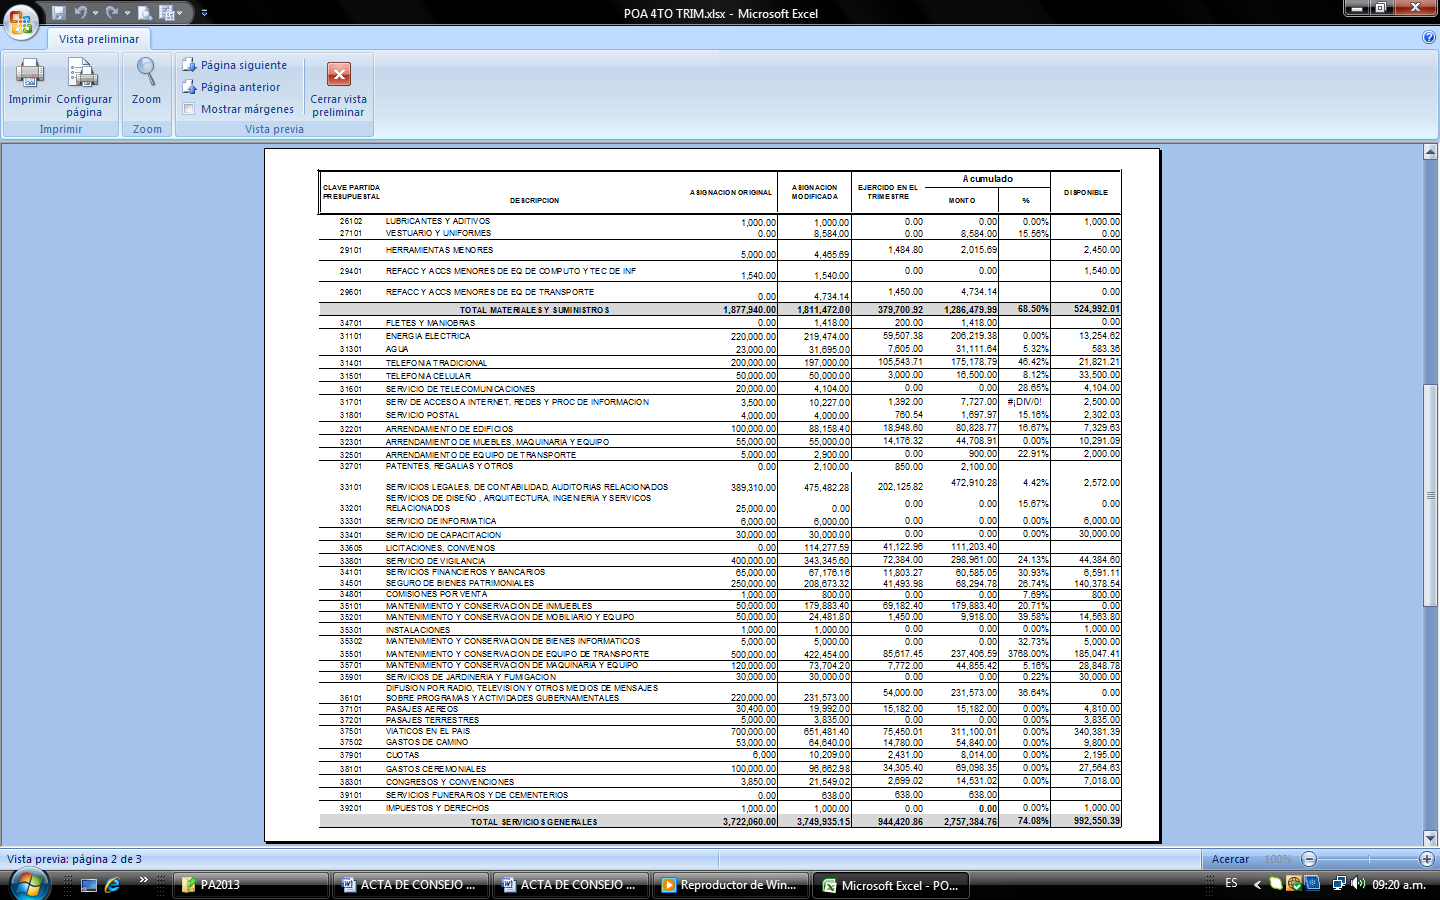 POA 4TO TRIM.xlsx - Microsoft Excel
Vista preliminar
Imprimir
Configurar página
Zoom
Página siguiente
Página anterior
Mostrar márgenes
Cerrar vista preliminar
Imprimir
Zoom
Vista previa
CLAVE PARTIDA PRESUPUESTAL DESCRIPCION ASIGNACION ORIGINAL ASIGNACION MODIFICADA EJERCIDO EN EL TRIMESTRE Acumulado MONTO % DISPONIBLE
26102 LUBRICANTES Y ADITIVOS 1,000.00 1,000.00 0.00 0.00 0.00% 1,000.00
27101 VESTUARIO Y UNIFORMES 0.00 8,584.00 0.00 8,584.00 15.56% 0.00
29101 HERRAMIENTAS MENORES 5,000.00 4,465.69 1,484.80 2,015.69 2,450.00
29401 REFACC Y ACCS MENORES DE EQ DE COMPUTO Y TEC DE INF 1,540.00 1,540.00 0.00 0.00 1,540.00
29601 REFACC Y ACCS MENORES DE EQ DE TRANSPORTE 0.00 4,734.14 1,450.00 4,734.14 0.00
TOTAL MATERIALES Y SUMINISTROS 1,877,940.00 1,811,472.00 379,700.92 1,286,479.99 68.50% 524,992.01
34701 FLETES Y MANIOBRAS 0.00 1,418.00 200.00 1,418.00 0.00
31101 ENERGIA ELECTRICA 220,000.00 219,474.00 59,507.38 206,219.38 0.00% 13,254.62
31301 AGUA 23,000.00 31,695.00 7,605.00 31,111.64 5.32% 583.36
31401 TELEFONIA TRADICIONAL 200,000.00 197,000.00 105,543.71 175,178.79 46.42% 21,821.21
31501 TELEFONIA CELULAR 50,000.00 50,000.00 3,000.00 16,500.00 8.12% 33,500.00
31601 SERVICIO DE TELECOMUNICACIONES 20,000.00 4,104.00 0.00 0.00 28.65% 4,104.00
31701 SERV DE ACCESO A INTERNET, REDES Y PROC DE INFORMACION 3,500.00 10,227.00 1,392.00 7,727.00 #¡DIV/0! 2,500.00
31801 SERVICIO POSTAL 4,000.00 4,000.00 760.54 1,697.97 15.16% 2,302.03
32201 ARRENDAMIENTO DE EDIFICIOS 100,000.00 88,158.40 18,948.60 80,828.77 16.67% 7,329.63
32301 ARRENDAMIENTO DE MUEBLES, MAQUINARIA Y EQUIPO 55,000.00 55,000.00 14,176.32 44,708.91 0.00% 10,291.09
32501 ARRENDAMIENTO DE EQUIPO DE TRANSPORTE 5,000.00 2,900.00 0.00 900.00 22.91% 2,000.00
32701 PATENTES, REGALIAS Y OTROS 0.00 2,100.00 850.00 2,100.00
33101 SERVICIOS LEGALES, DE CONTABILIDAD, AUDITORIAS RELACIONADOS 389,310.00 475,482.28 202,125.82 472,910.28 4.42% 2,572.00
33201 SERVICIOS DE DISEÑO , ARQUITECTURA, INGENIERIA Y SERVICOS RELACIONADOS 25,000.00 0.00 0.00 0.00 15.67% 0.00
33301 SERVICIO DE INFORMATICA 6,000.00 6,000.00 0.00 0.00 0.00% 6,000.00
33401 SERVICIO DE CAPACITACION 30,000.00 30,000.00 0.00 0.00 0.00% 30,000.00
33605 LICITACIONES, CONVENIOS 0.00 114,277.59 41,122.96 111,203.40
33801 SERVICIO DE VIGILANCIA 400,000.00 343,345.60 72,384.00 298,961.00 24.13% 44,384.60
34101 SERVICIOS FINANCIEROS Y BANCARIOS 65,000.00 67,176.16 11,803.27 60,585.05 30.93% 6,591.11
34501 SEGURO DE BIENES PATRIMONIALES 250,000.00 208,673.32 41,493.98 68,294.78 26.74% 140,378.54
34801 COMISIONES POR VENTA 1,000.00 800.00 0.00 0.00 7.69% 800.00
35101 MANTENIMIENTO Y CONSERVACION DE INMUEBLES 50,000.00 179,883.40 69,182.40 179,883.40 20.71% 0.00
35201 MANTENIMIENTO Y CONSERVACION DE MOBILIARIO Y EQUIPO 50,000.00 24,481.80 1,450.00 9,918.00 39.58% 14,563.80
35301 INSTALACIONES 1,000.00 1,000.00 0.00 0.00 0.00% 1,000.00
35302 MANTENIMIENTO Y CONSERVACION DE BIENES INFORMATICOS 5,000.00 5,000.00 0.00 0.00 32.73% 5,000.00
35501 MANTENIMIENTO Y CONSERVACION DE EQUIPO DE TRANSPORTE 500,000.00 422,454.00 85,617.45 237,406.59 3768.00% 185,047.41
35701 MANTENIMIENTO Y CONSERVACION DE MAQUINARIA Y EQUIPO 120,000.00 73,704.20 7,772.00 44,855.42 5.16% 28,848.78
35901 SERVICIOS DE JARDINERIA Y FUMIGACION 30,000.00 30,000.00 0.00 0.00 0.22% 30,000.00
36101 DIFUSION POR RADIO, TELEVISION Y OTROS MEDIOS DE MENSAJES SOBRE PROGRAMAS Y ACTIVIDADES GUBERNAMENTALES 220,000.00 231,573.00 54,000.00 231,573.00 36.64% 0.00
37101 PASAJES AEREOS 30,400.00 19,992.00 15,182.00 15,182.00 0.00% 4,810.00
37201 PASAJES TERRESTRES 5,000.00 3,835.00 0.00 0.00 0.00% 3,835.00
37501 VIATICOS EN EL PAIS 700,000.00 651,481.40 75,450.01 311,100.01 0.00% 340,381.39
37502 GASTOS DE CAMINO 53,000.00 64,640.00 14,780.00 54,840.00 0.00% 9,800.00
37901 CUOTAS 6,000 10,209.00 2,431.00 8,014.00 0.00% 2,195.00
38101 GASTOS CEREMONIALES 100,000.00 96,662.98 34,305.40 69,098.35 0.00% 27,564.63
38301 CONGRESOS Y CONVENCIONES 3,850.00 21,549.02 2,699.02 14,531.02 0.00% 7,018.00
39101 SERVICIOS FUNERARIOS Y DE CEMENTERIOS 0.00 638.00 638.00 638.00
39201 IMPUESTOS Y DERECHOS 1,000.00 1,000.00 0.00 0.00 0.00% 1,000.00
TOTAL SERVICIOS GENERALES 3,722,060.00 3,749,935.15 944,420.86 2,757,384.76 74.08% 992,550.39
Vista previa: página 2 de 3
Acercar 100%
PA2013
ACTA DE CONSEJO ...
ACTA DE CONSEJO ...
Reproductor de Win...
Microsoft Excel - PO...
ES
09:20 a.m.